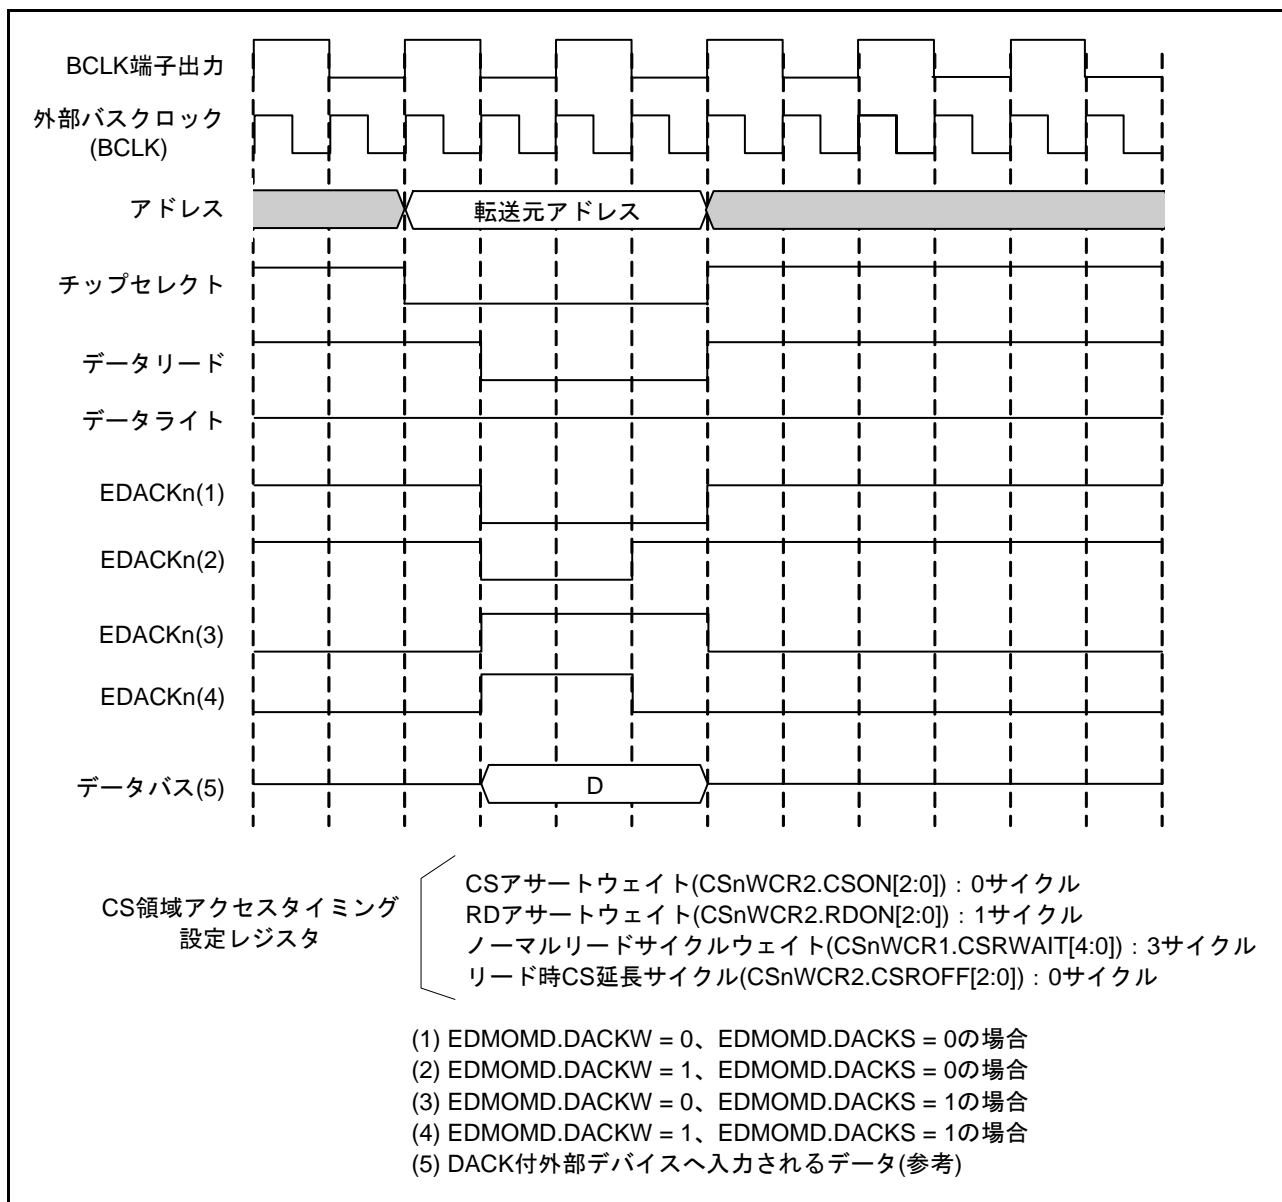 BCLK端子出力
外部バスクロック
(BCLK)
アドレス
転送元アドレス
チップセレクト
データリード
データライト
EDACKn(1)
EDACKn(2)
EDACKn(3)
EDACKn(4)
データバス(5)
D
CS領域アクセスタイミング
設定レジスタ
CSアサートウェイト(CSnWCR2.CSON[2:0])：0サイクル
RDアサートウェイト(CSnWCR2.RDON[2:0])：1サイクル
ノーマルリードサイクルウェイト(CSnWCR1.CSRWAIT[4:0])：3サイクル
リード時CS延長サイクル(CSnWCR2.CSROFF[2:0])：0サイクル
(1) EDMOMD.DACKW = 0、EDMOMD.DACKS = 0の場合
(2) EDMOMD.DACKW = 1、EDMOMD.DACKS = 0の場合
(3) EDMOMD.DACKW = 0、EDMOMD.DACKS = 1の場合
(4) EDMOMD.DACKW = 1、EDMOMD.DACKS = 1の場合
(5) DACK付外部デバイスへ入力されるデータ(参考)